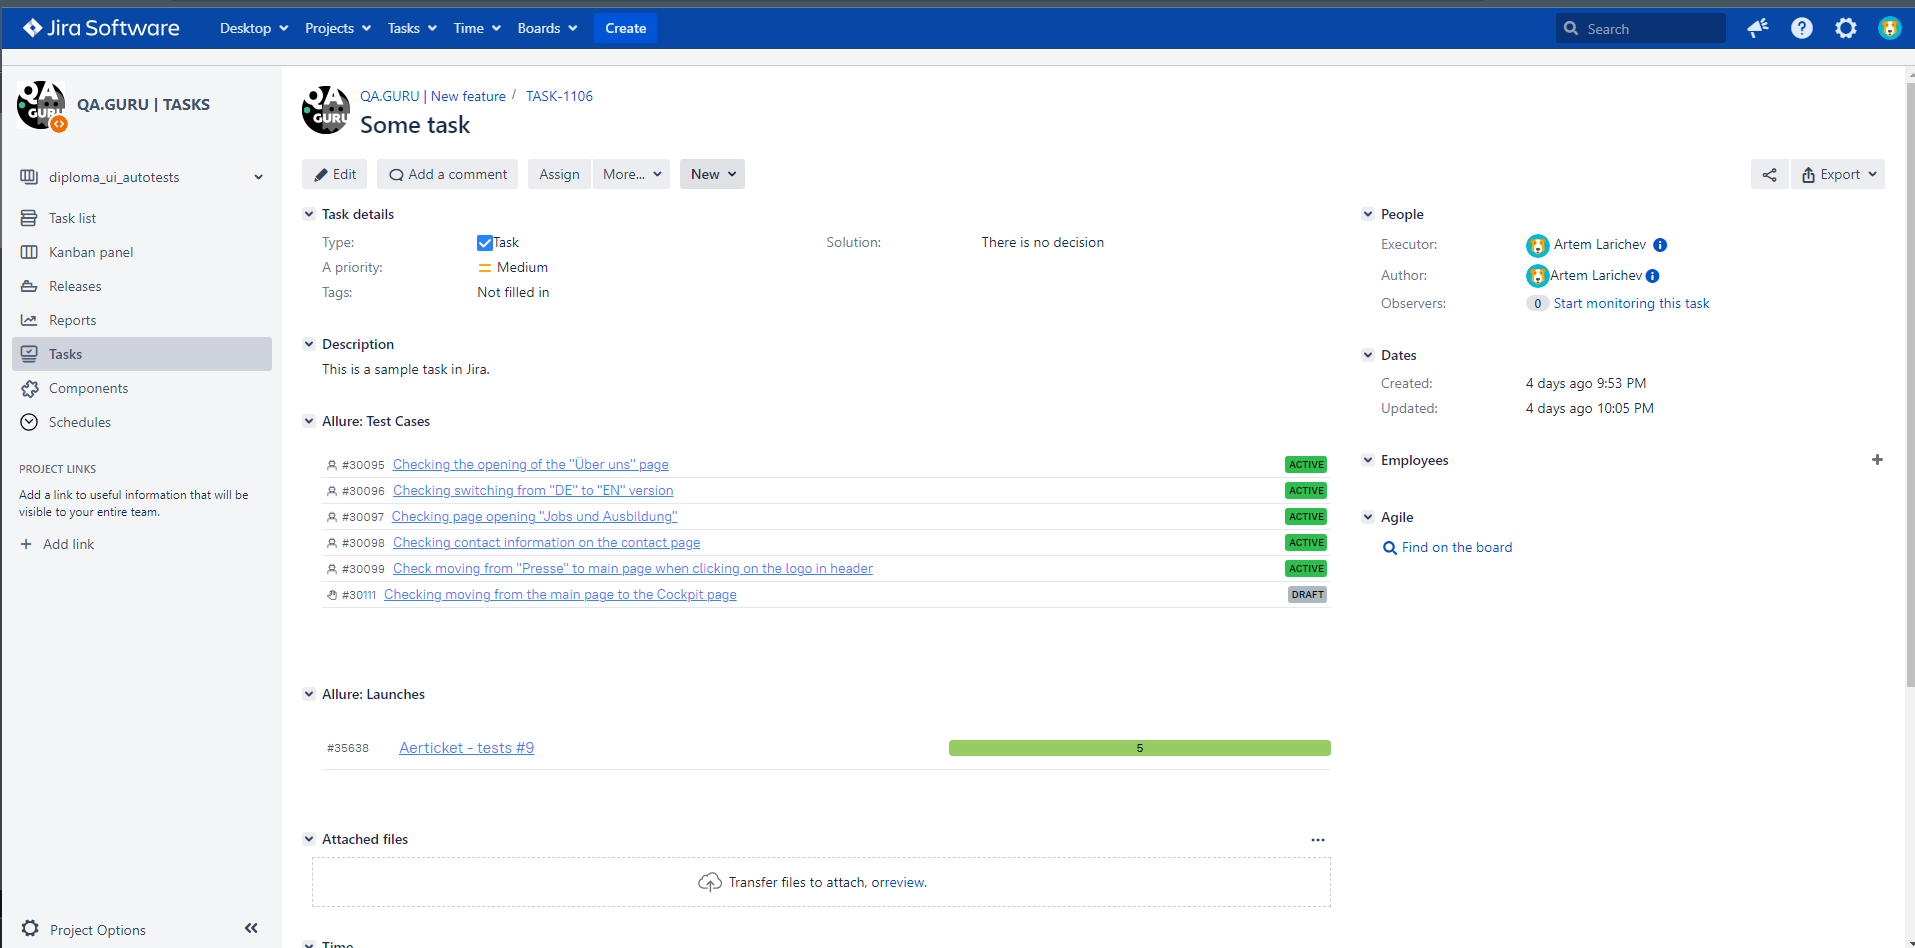 Jira Software Desktop Projects Tasks Time Boards Create Search
QA.GURU | TASKS
diploma_ui_autotests
Task list
Kanban panel
Releases
Reports
Tasks
Components
Schedules
PROJECT LINKS
Add a link to useful information that will be
visible to your entire team.
+ Add link
Project Options
QA
GURU
QA
GURU
QA.GURU | New feature / TASK-1106
Some task
Edit Add a comment Assign More... New Export
Task details
Type: Task Solution: There is no decision
A priority: Medium
Tags: Not filled in
Description
This is a sample task in Jira.
Allure: Test Cases
#30095 Checking the opening of the "Über uns" page ACTIVE
#30096 Checking switching from "DE" to "EN" version ACTIVE
#30097 Checking page opening "Jobs und Ausbildung" ACTIVE
#30098 Checking contact information on the contact page ACTIVE
#30099 Check moving from "Presse" to main page when clicking on the logo in header ACTIVE
#30111 Checking moving from the main page to the Cockpit page DRAFT
Allure: Launches
#35638 Aerticket - tests #9 5
Attached files ...
Transfer files to attach, orreview.
Time
People
Executor: Artem Larichev
Author: Artem Larichev
Observers: 0 Start monitoring this task
Dates
Created: 4 days ago 9:53 PM
Updated: 4 days ago 10:05 PM
Employees +
Agile
Find on the board